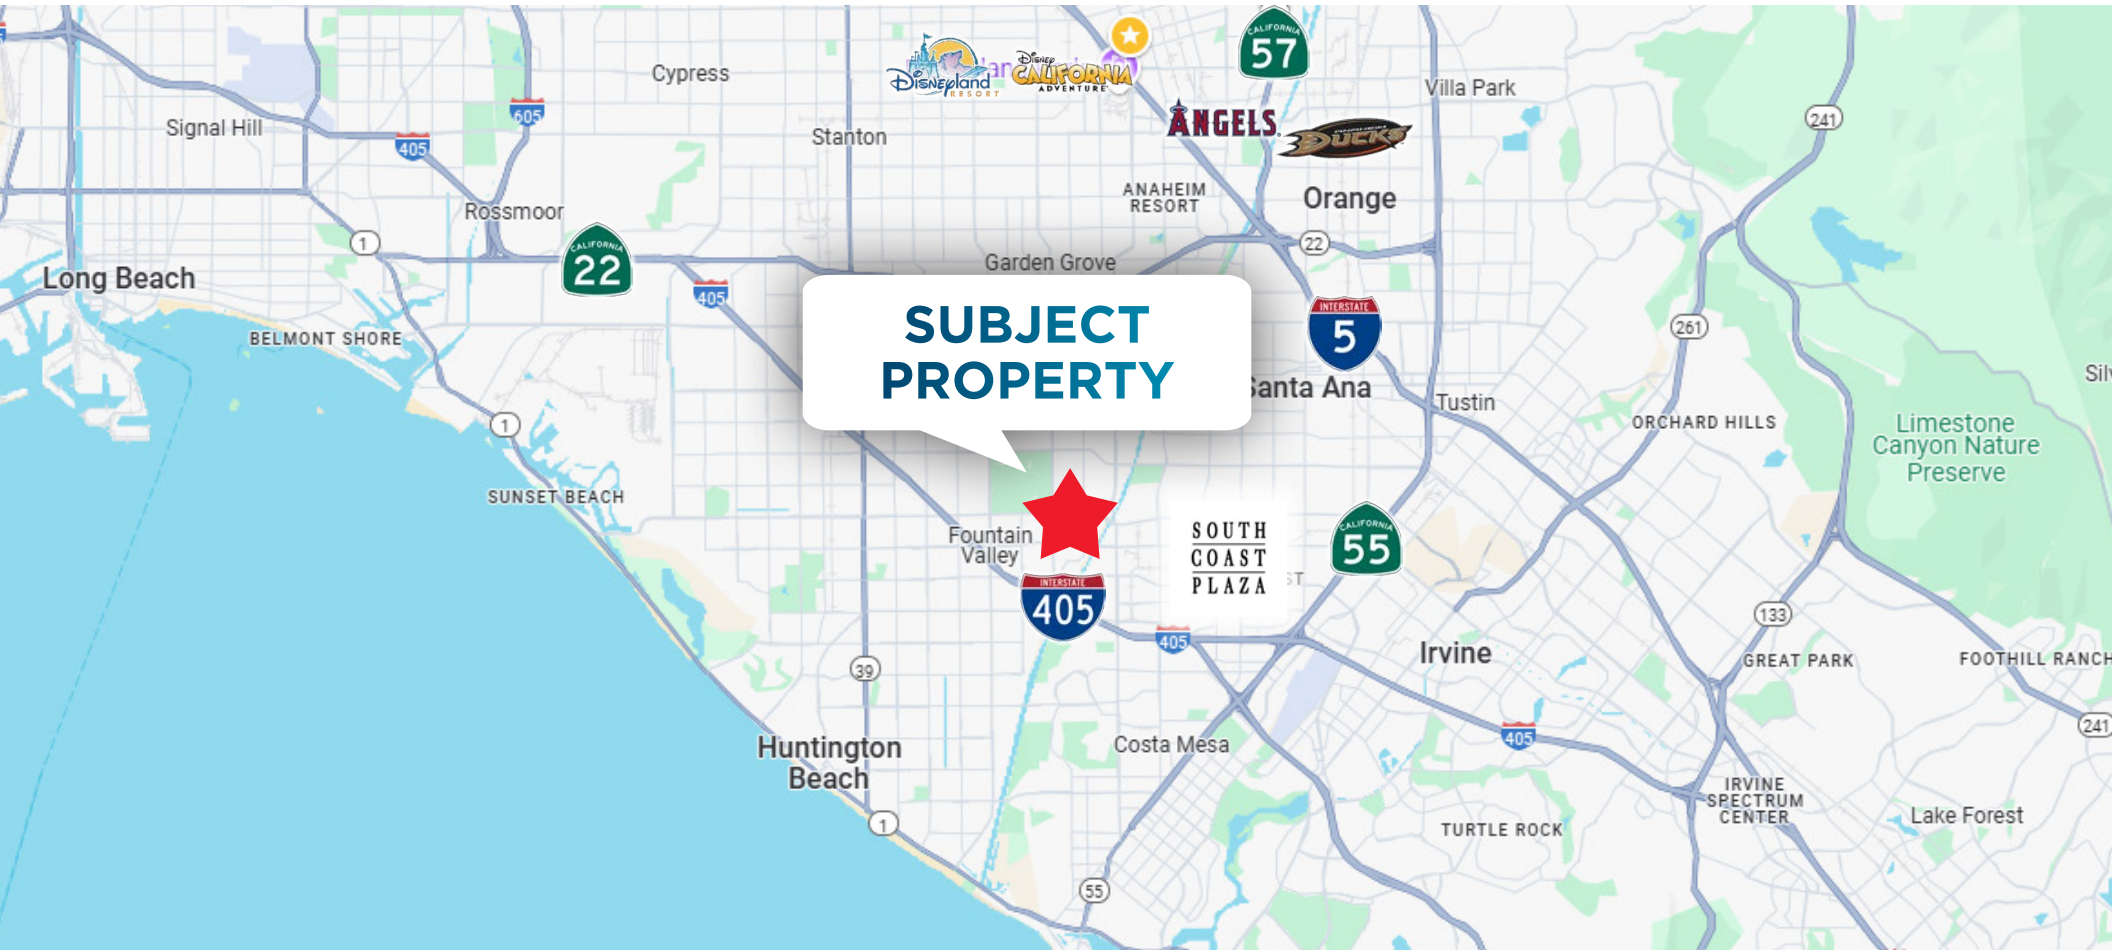 CALIFORNIA
57
Disneyland
RESORT
Disney
CALIFORNIA
ADVENTURE
Cypress
Villa Park
605
241
Signal Hill
405
Stanton
ANGELS
DUCKS
ANAHEIM
RESORT
Orange
Rossmoor
1
22
CALIFORNIA
22
Garden Grove
Long Beach
405
SUBJECT
PROPERTY
INTERSTATE
5
261
BELMONT SHORE
Santa Ana
Tustin
ORCHARD HILLS
Limestone
Canyon Nature
Preserve
1
SUNSET BEACH
Fountain
Valley
SOUTH
COAST
PLAZA
CALIFORNIA
55
INTERSTATE
405
405
133
Irvine
GREAT PARK
FOOTHILL RANCH
39
241
405
Huntington
Beach
Costa Mesa
IRVINE
SPECTRUM
CENTER
1
TURTLE ROCK
Lake Forest
55